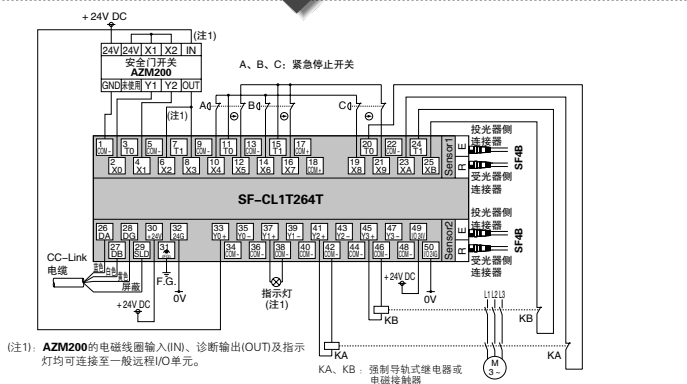 +24V DC
(注1)
24V 24V X1 X2 IN
安全门开关
AZM200
GND 未使用 Y1 Y2 OUT
(注1)
A、B、C：紧急停止开关
A B C
1 COM- 3 T0 5 COM- 7 T1 9 COM- 11 T0 13 COM- 15 T1 17 COM+ 20 T0 22 COM- 24 T1
2 X0 4 X1 6 X2 8 X3 10 X4 12 X5 14 X6 16 X7 18 COM+ 19 X8 21 X9 23 XA 25 XB
Sensor1 E R
投光器侧
连接器
SF4B
受光器侧
连接器
SF-CL1T264T
26 DA 28 DG 30 +24V 32 24G 33 Y0+ 35 Y0- 37 Y1+ 39 Y1- 41 Y2+ 43 Y2- 45 Y3+ 47 Y3- 49 I/O 24V
27 DB 29 SLD 31 34 COM- 36 COM- 38 COM- 40 COM- 42 COM- 44 COM- 46 COM- 48 COM- 50 I/O 24G
Sensor2 E R
投光器侧
连接器
SF4B
受光器侧
连接器
CC-Link
电缆
蓝色 白色 黄色
屏蔽
F.G.
0V
+24V DC
指示灯
(注1)
+24V DC
0V
KB
KA
L1 L2 L3
KB
KA
M
3~
(注1)：AZM200的电磁线圈输入(IN)、诊断输出(OUT)及指示
灯均可连接至一般远程I/O单元。
KA、KB：强制导轨式继电器或
电磁接触器